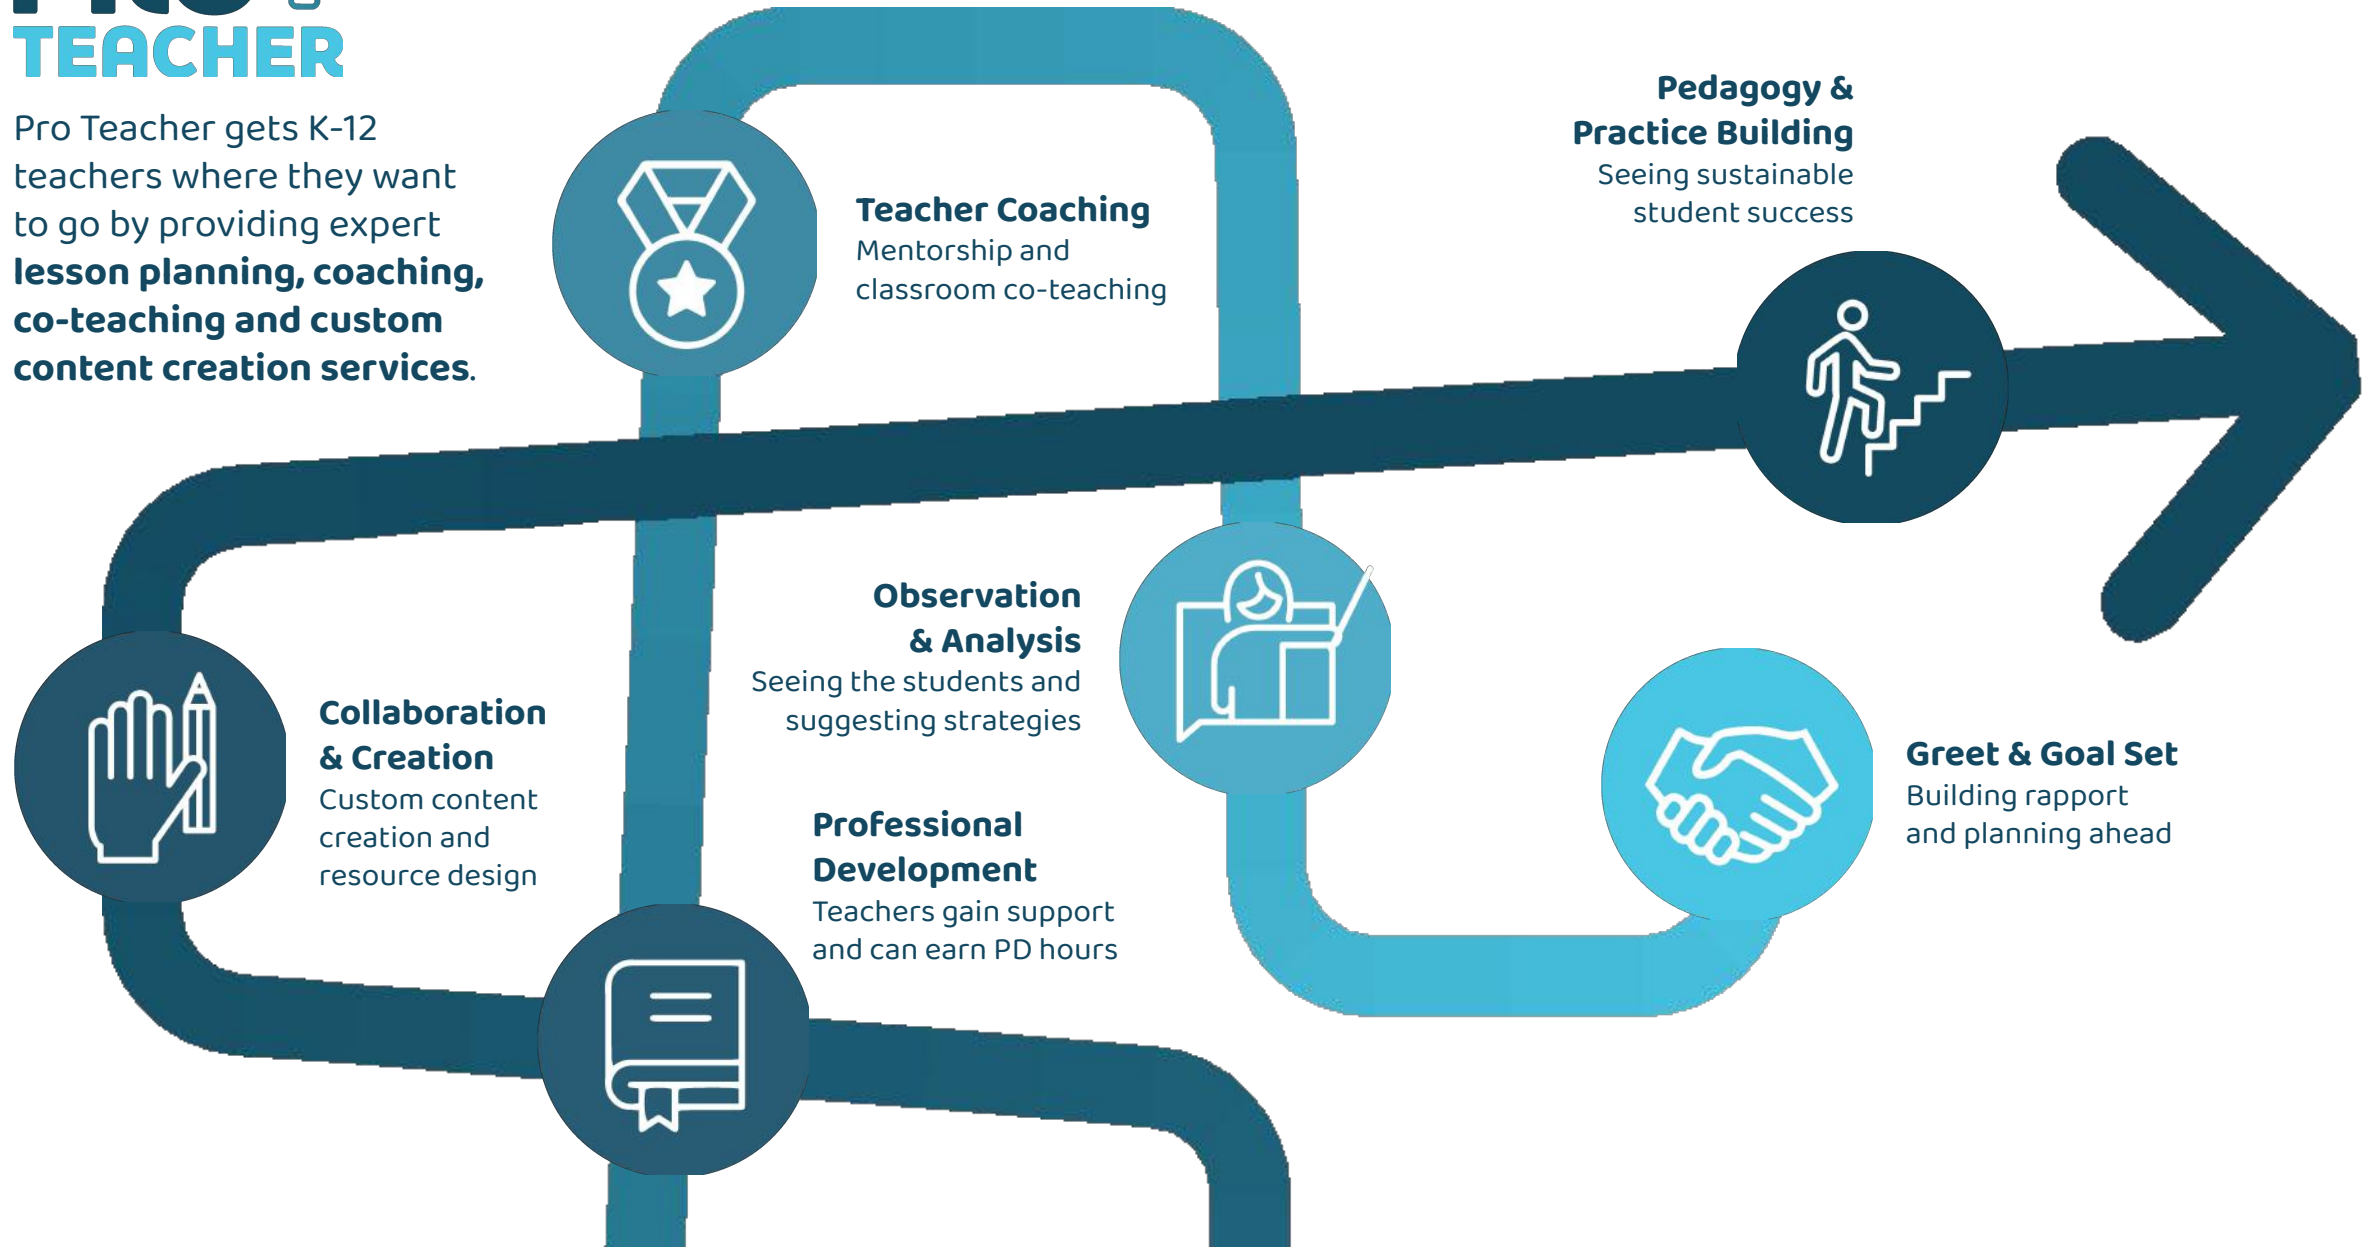 TEACHER
Pro Teacher gets K-12
teachers where they want
to go by providing expert
lesson planning, coaching,
co-teaching and custom
content creation services.
Teacher Coaching
Mentorship and
classroom co-teaching
Pedagogy &
Practice Building
Seeing sustainable
student success
Observation
& Analysis
Seeing the students and
suggesting strategies
Collaboration
& Creation
Custom content
creation and
resource design
Professional
Development
Teachers gain support
and can earn PD hours
Greet & Goal Set
Building rapport
and planning ahead